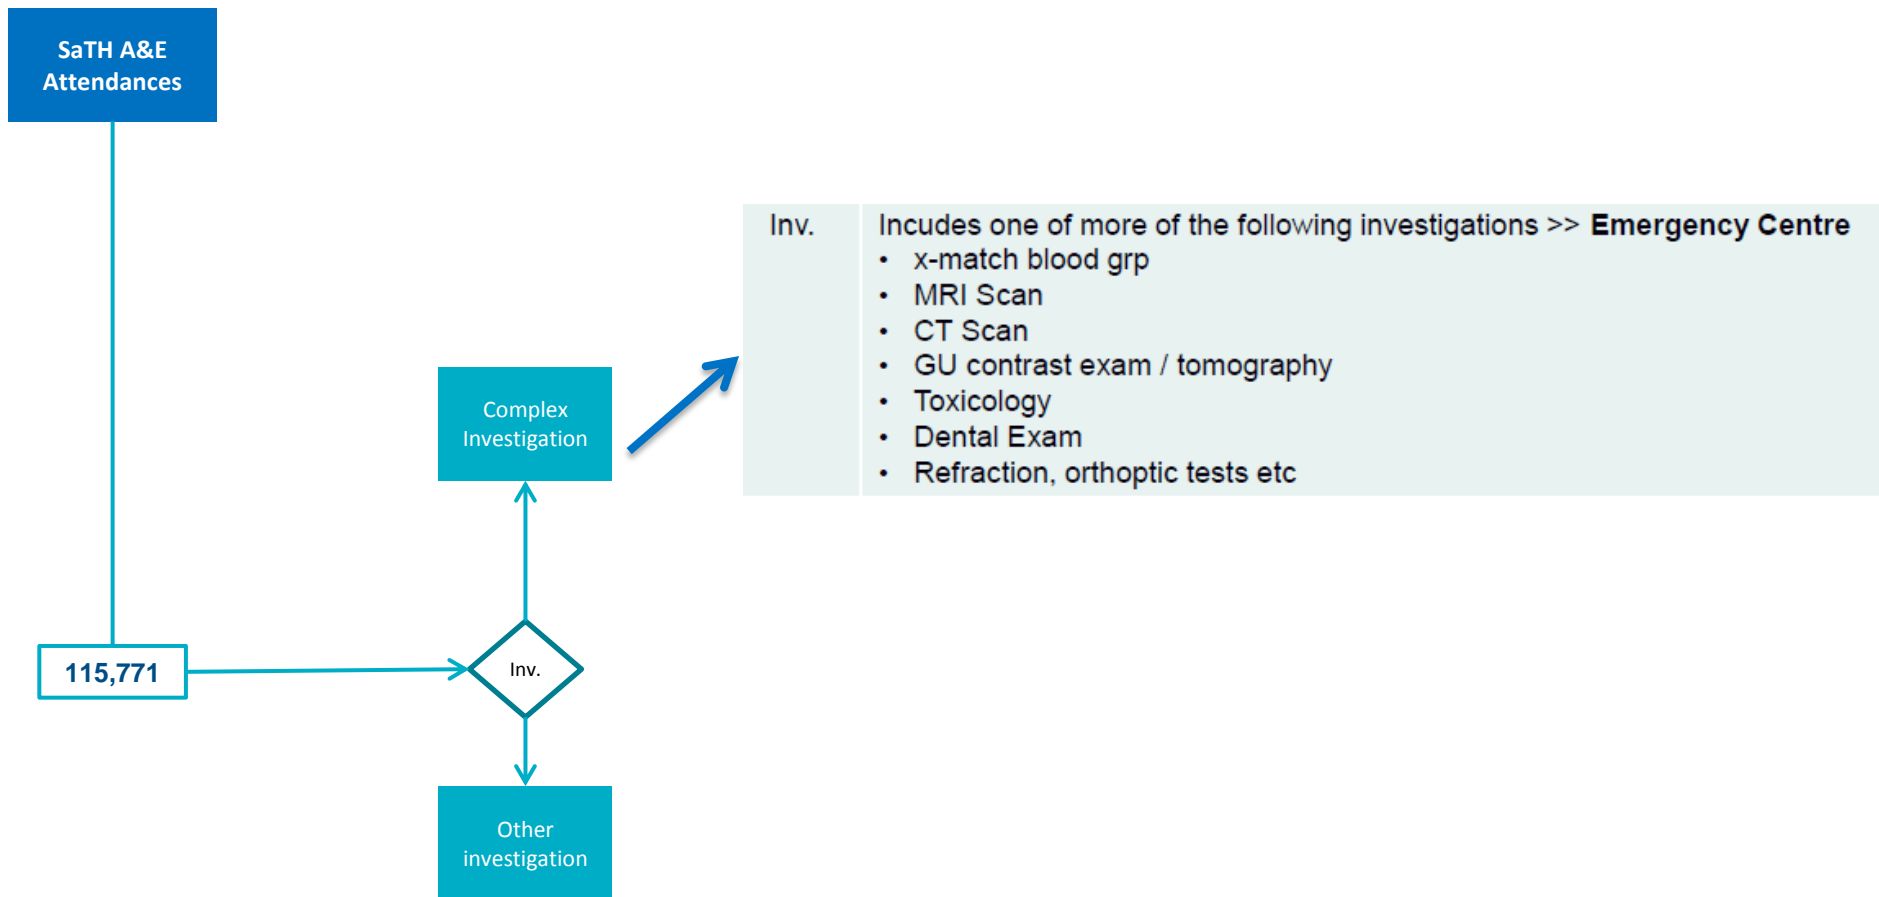 SaTH A&E
Attendances
Inv.
Incudes one of more of the following investigations >> Emergency Centre
• x-match blood grp
• MRI Scan
• CT Scan
• GU contrast exam / tomography
• Toxicology
• Dental Exam
• Refraction, orthoptic tests etc
Complex
Investigation
115,771
Inv.
Other
investigation